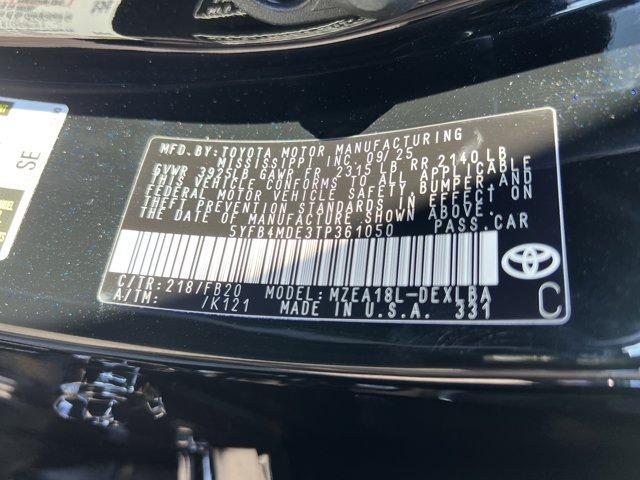 MFD.BY:TOYOTA MOTOR MANUFACTURING
MISSISSIPPI, INC. 09/25
GVWR 3925LB GAWR FR 2315LB RR 2140LB
THIS VEHICLE CONFORMS TO ALL APPLICABLE
FEDERAL MOTOR VEHICLE SAFETY,BUMPER,AND
THEFT PREVENTION STANDARDS IN EFFECT ON
THE DATE OF MANUFACTURE SHOWN ABOVE.
5YFB4MDE3TP361050 PASS.CAR
C/TR:218/FB20 MODEL:MZEA18L-DEXLBA
A/TM: /K121 MADE IN U.S.A. 331
C
SE